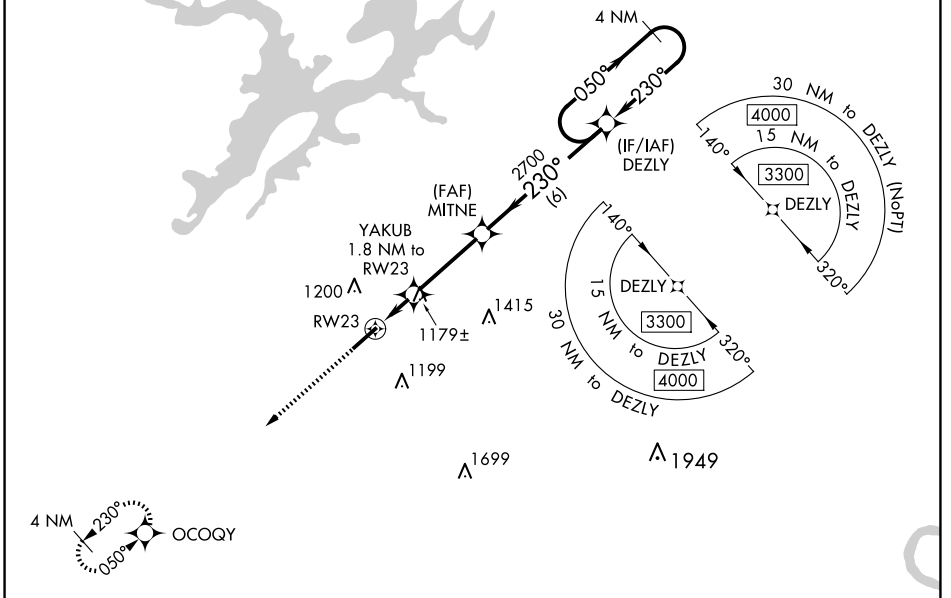 4 NM
050°
230°
(IF/IAF)
DEZLY
2700
230°
(6)
(FAF)
MITNE
YAKUB
1.8 NM to
RW23
1200
RW23
1179±
1415
1199
1699
1949
30 NM to DEZLY (NoPT)
4000
140°
15 NM to DEZLY
3300
DEZLY
320°
140°
DEZLY
3300
15 NM to DEZLY
320°
4000
30 NM to DEZLY
4 NM
230°
050°
OCOQY